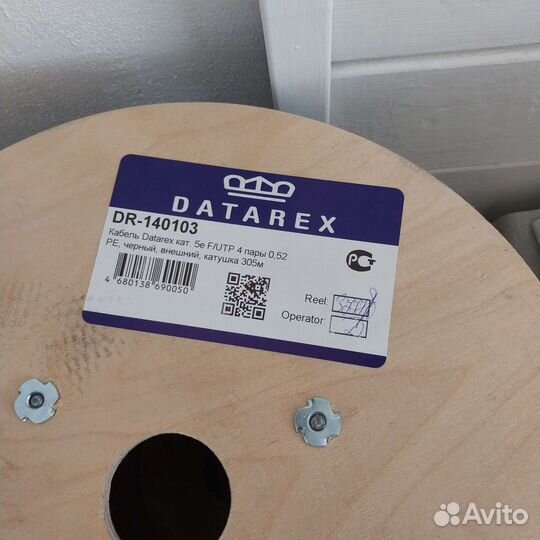 DATAREX
DR-140103
Кабель Datarex кат. 5e F/UTP 4 пары 0,52
PE, черный, внешний, катушка 305м
4 680138 690050
Reel:
Operator:
Avito